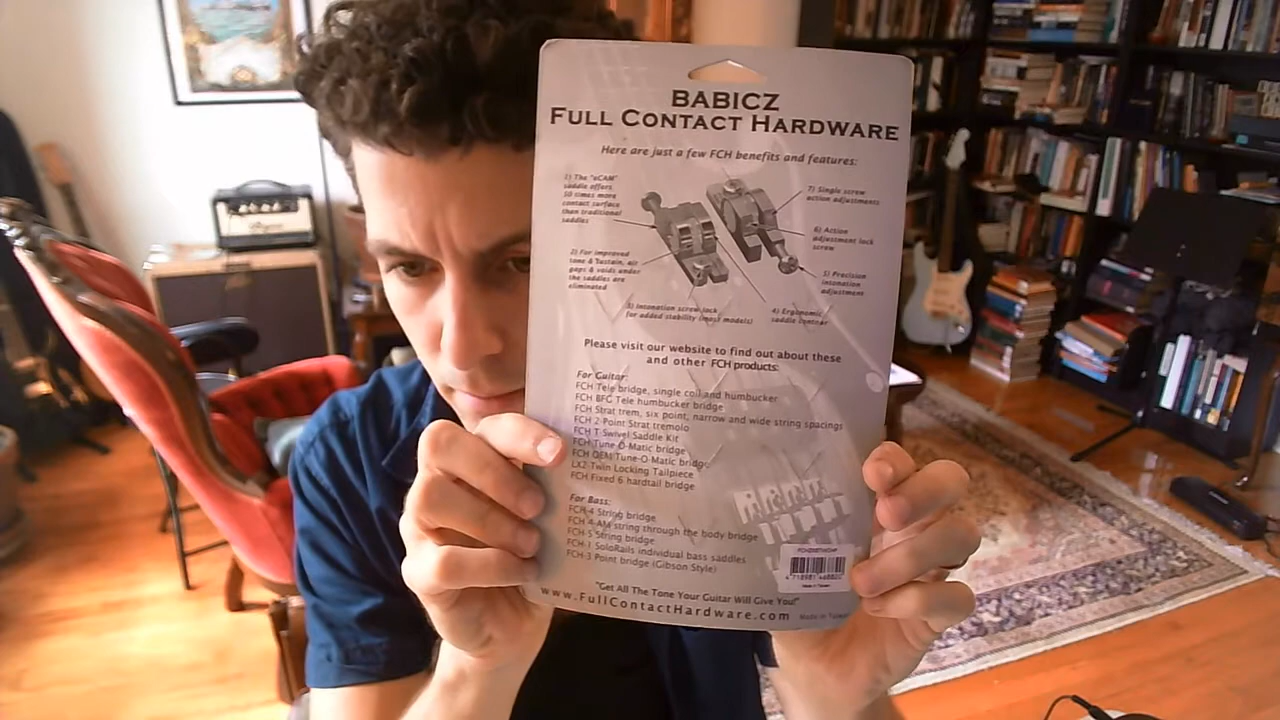 BABICZ
FULL CONTACT HARDWARE
Here are just a few FCH benefits and features:
1) The "eCAM"
saddle offers
50 times more
contact surface
than traditional
saddles
2) For improved
tone & Sustain, air
gaps & voids under
the saddles are
eliminated
3) Intonation screw lock
for added stability (most models)
4) Ergonomic
saddle contour
5) Precision
intonation
adjustment
6) Action
adjustment lock
screw
7) Single screw
action adjustments
Please visit our website to find out about these
and other FCH products:
For Guitar:
FCH Tele bridge, single coil and humbucker
FCH BFG Tele humbucker bridge
FCH Strat trem, six point, narrow and wide string spacings
FCH 2 Point Strat tremolo
FCH T Swivel Saddle Kit
FCH Tune-O-Matic bridge
FCH OEM Tune-O-Matic bridge
LX2 Twin Locking Tailpiece
FCH Fixed 6 hardtail bridge
For Bass:
FCH-4 String bridge
FCH 4-AM string through the body bridge
FCH-5 String bridge
FCH-1 SoloRails individual bass saddles
FCH-3 Point bridge (Gibson Style)
"Get All The Tone Your Guitar Will Give You!"
www.FullContactHardware.com
Made in Taiwan